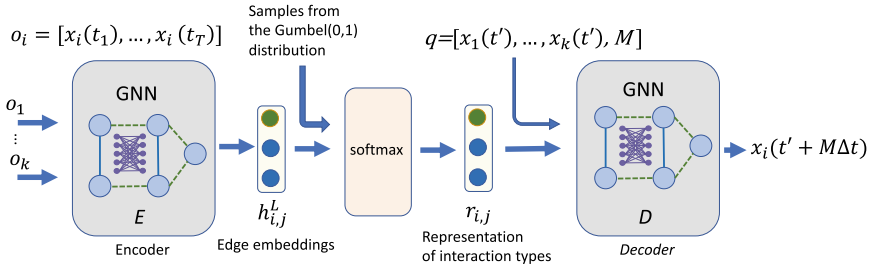 Samples from
the Gumbel(0,1)
distribution
o_i = [x_i(t_1), …, x_i (t_T)]
q=[x_1(t′), …, x_k(t′), M]
GNN
GNN
o_1
⋮
o_k
softmax
x_i(t′ + MΔt)
E
h^L_{i,j}
r_{i,j}
D
Encoder
Edge embeddings
Representation
of interaction types
Decoder